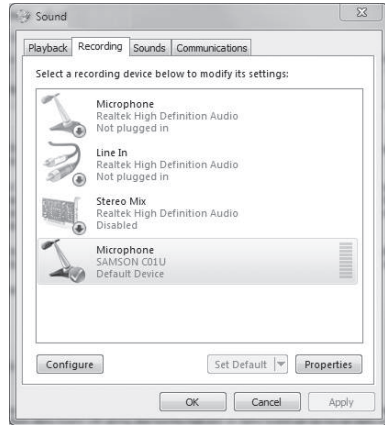 Sound
Playback Recording Sounds Communications
Select a recording device below to modify its settings:
Microphone
Realtek High Definition Audio
Not plugged in
Line In
Realtek High Definition Audio
Not plugged in
Stereo Mix
Realtek High Definition Audio
Disabled
Microphone
SAMSON C01U
Default Device
Configure Set Default Properties
OK Cancel Apply